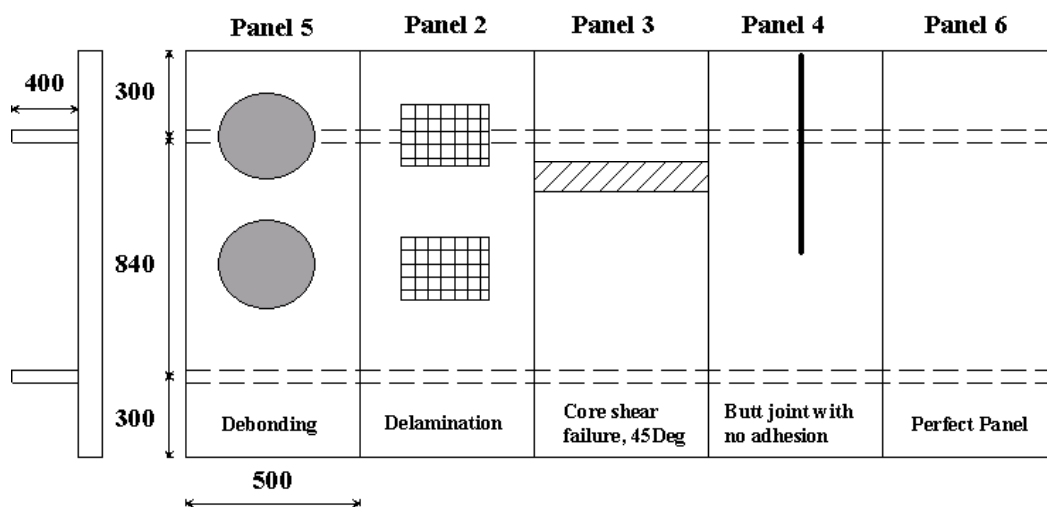 Panel 5
Panel 2
Panel 3
Panel 4
Panel 6
400
300
840
300
Debonding
Delamination
Core shear
failure, 45Deg
Butt joint with
no adhesion
Perfect Panel
500